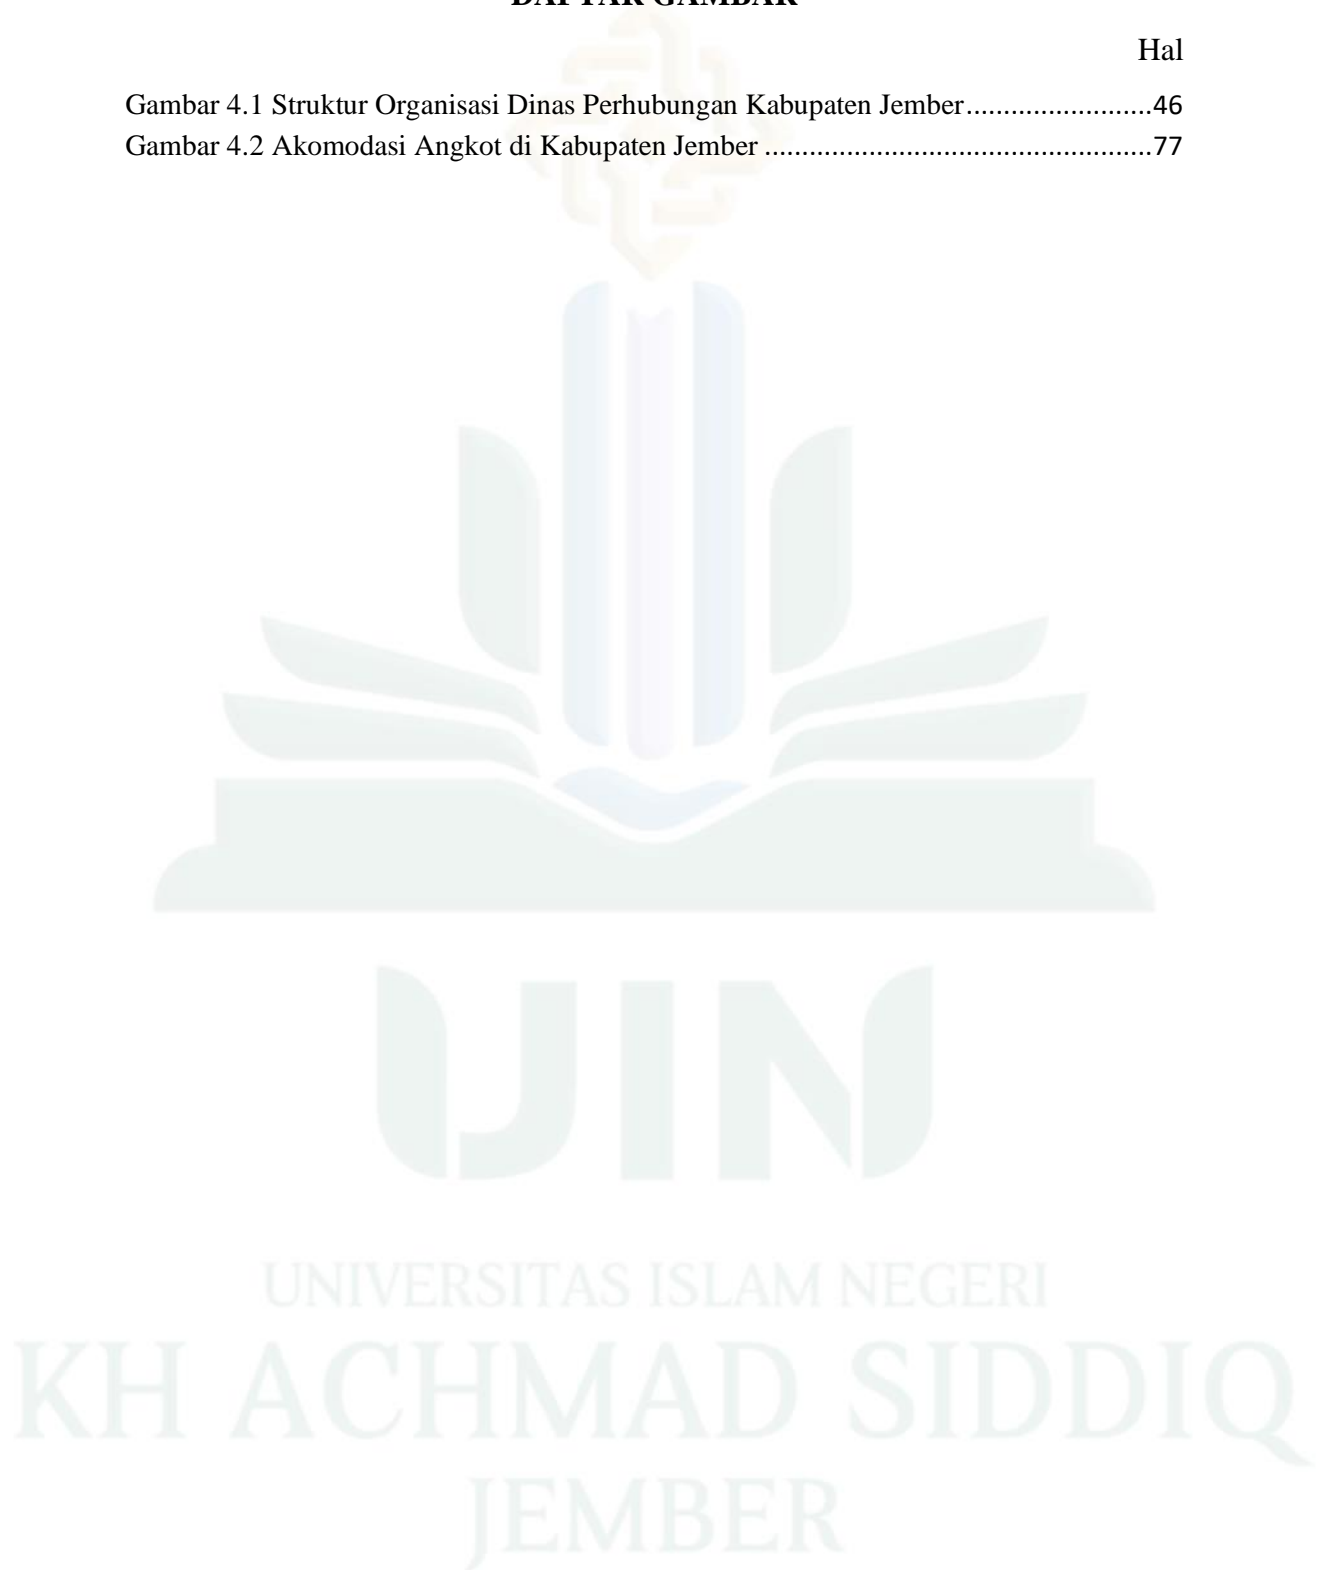 DAFTAR GAMBAR
Hal
Gambar 4.1 Struktur Organisasi Dinas Perhubungan Kabupaten Jember.........................46
Gambar 4.2 Akomodasi Angkot di Kabupaten Jember ....................................................77
UIN
UNIVERSITAS ISLAM NEGERI
KH ACHMAD SIDDIQ
JEMBER